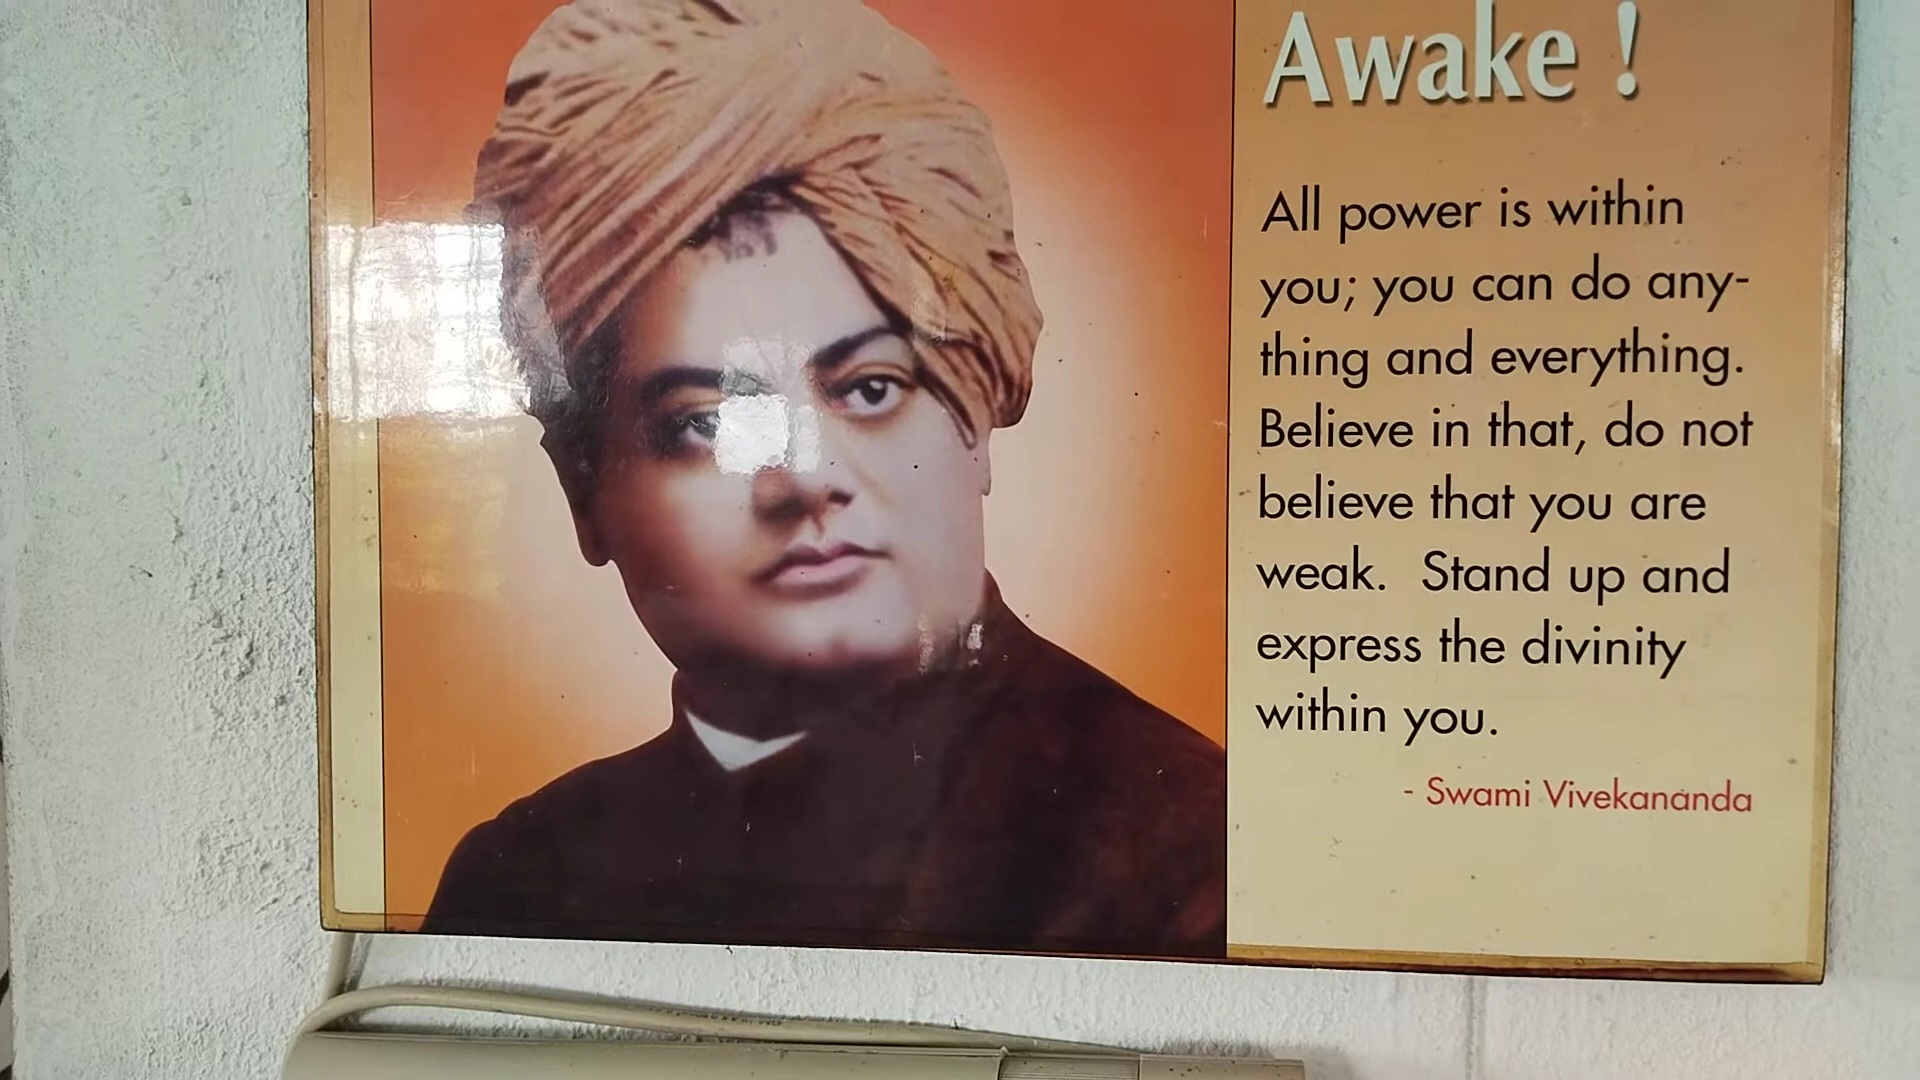 Awake !
All power is within
you; you can do any-
thing and everything.
Believe in that, do not
believe that you are
weak. Stand up and
express the divinity
within you.
- Swami Vivekananda